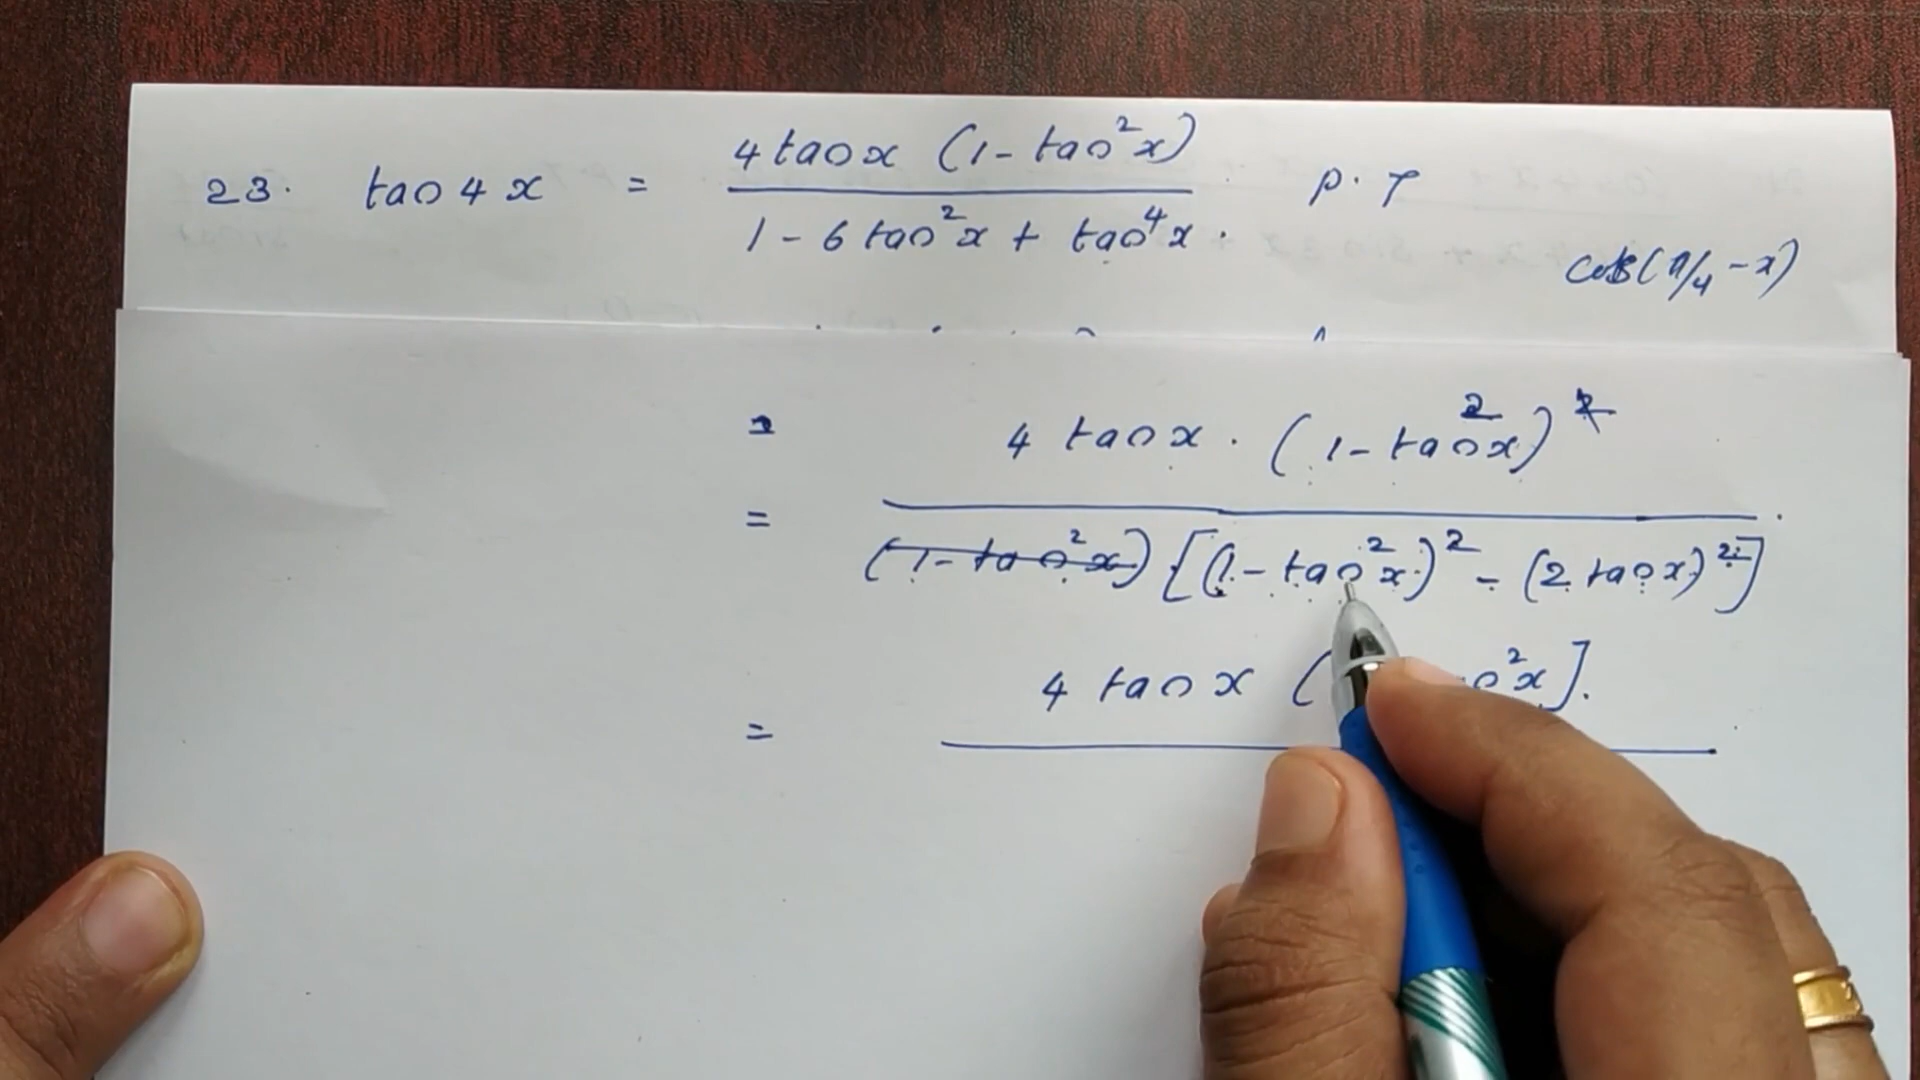 23. tan 4x = 4 tan x (1 - tan²x) / 1 - 6 tan²x + tan⁴x. P.T
(π/4 - x)
= 4 tan x . (1 - tan²x)²
= (1 - tan²x) [(1 - tan²x)² - (2 tan x)²]
= 4 tan x ( x].